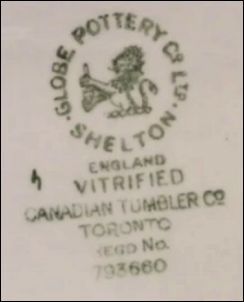 GLOBE POTTERY Co LTD.
SHELTON
ENGLAND
VITRIFIED
CANADIAN TUMBLER Co
TORONTO
REGD No.
793660